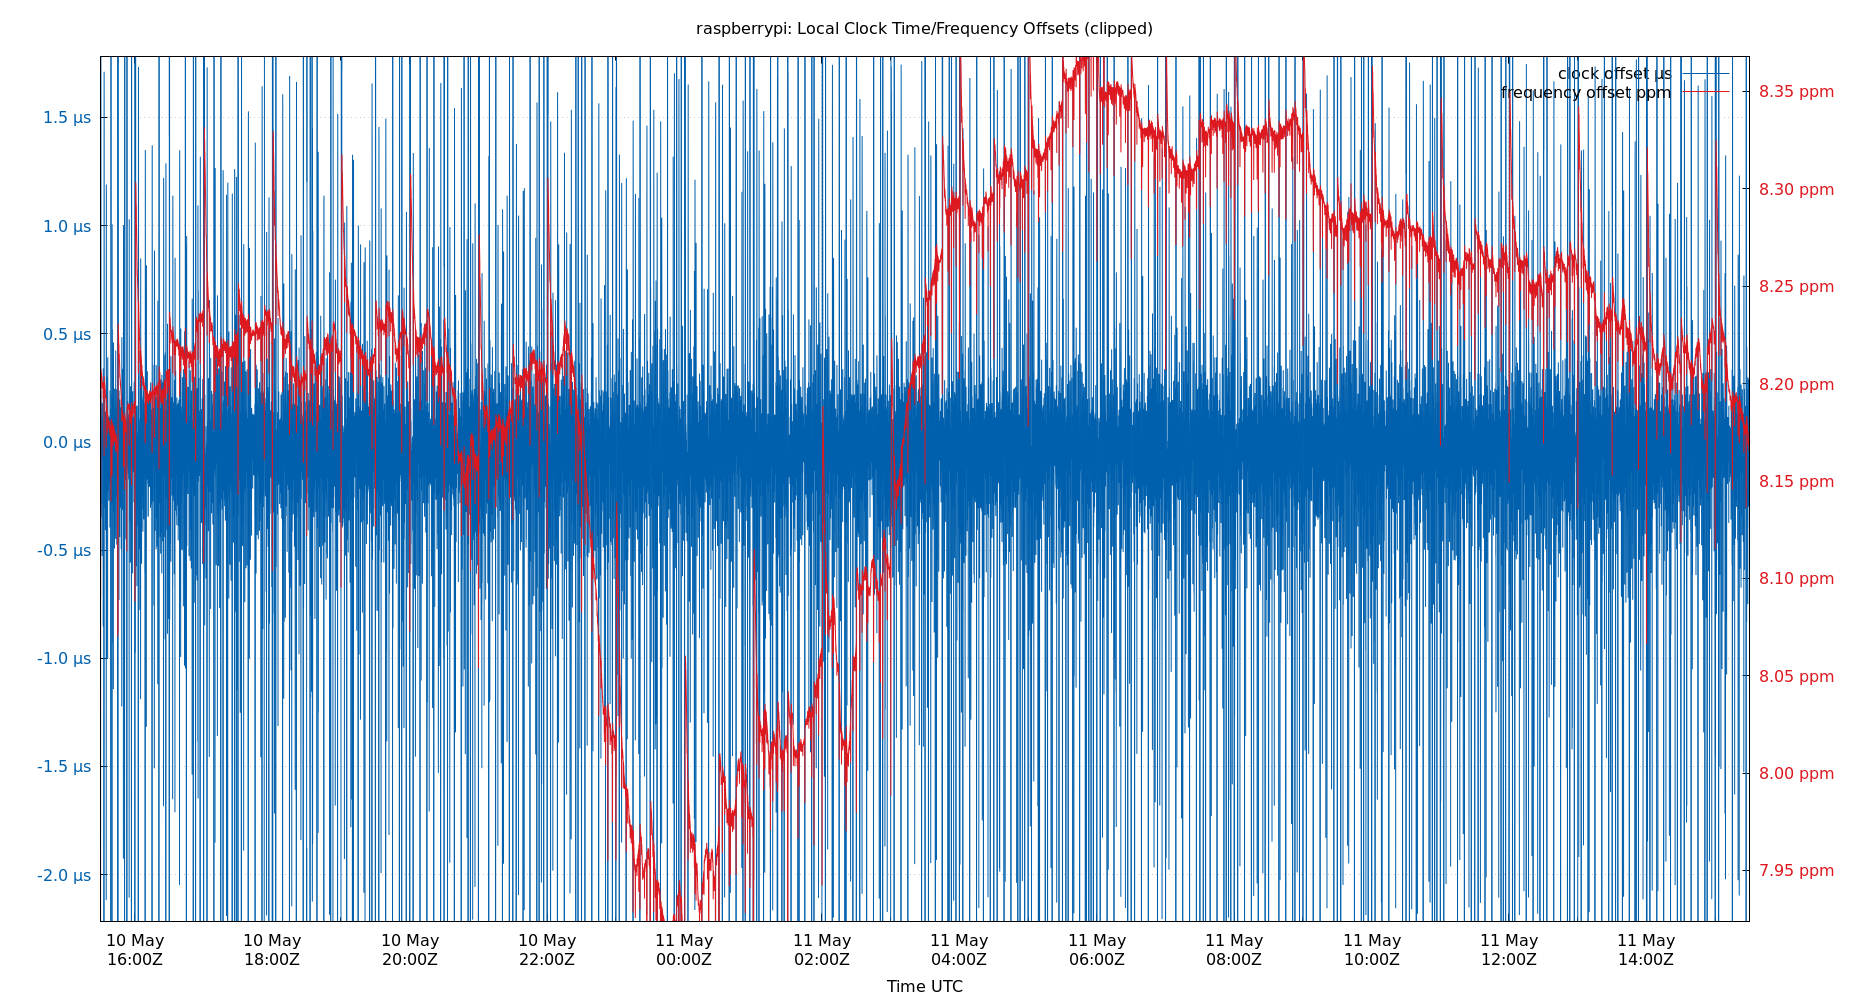 raspberrypi: Local Clock Time/Frequency Offsets (clipped)
clock offset µs
frequency offset ppm
1.5 µs
1.0 µs
0.5 µs
0.0 µs
-0.5 µs
-1.0 µs
-1.5 µs
-2.0 µs
8.35 ppm
8.30 ppm
8.25 ppm
8.20 ppm
8.15 ppm
8.10 ppm
8.05 ppm
8.00 ppm
7.95 ppm
10 May 10 May 10 May 10 May 11 May 11 May 11 May 11 May 11 May 11 May 11 May 11 May
16:00Z 18:00Z 20:00Z 22:00Z 00:00Z 02:00Z 04:00Z 06:00Z 08:00Z 10:00Z 12:00Z 14:00Z
Time UTC